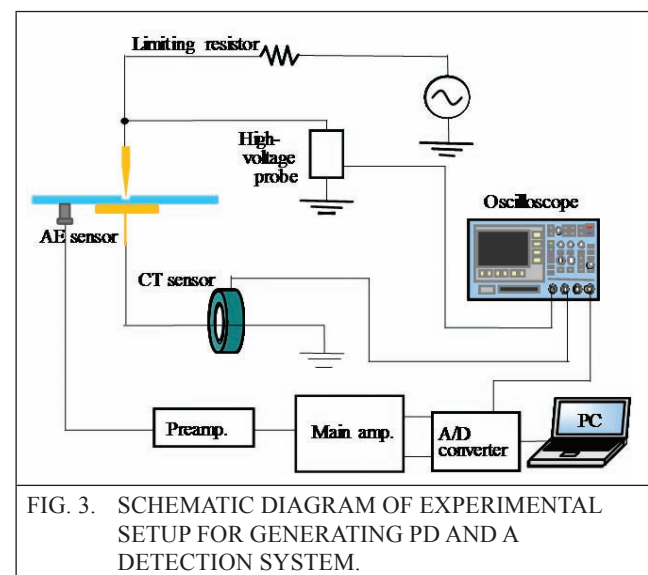 Limiting resistor
High-
voltage
probe
Oscilloscope
AE sensor
CT sensor
Preamp.
Main amp.
A/D
converter
PC
FIG. 3. SCHEMATIC DIAGRAM OF EXPERIMENTAL
SETUP FOR GENERATING PD AND A
DETECTION SYSTEM.